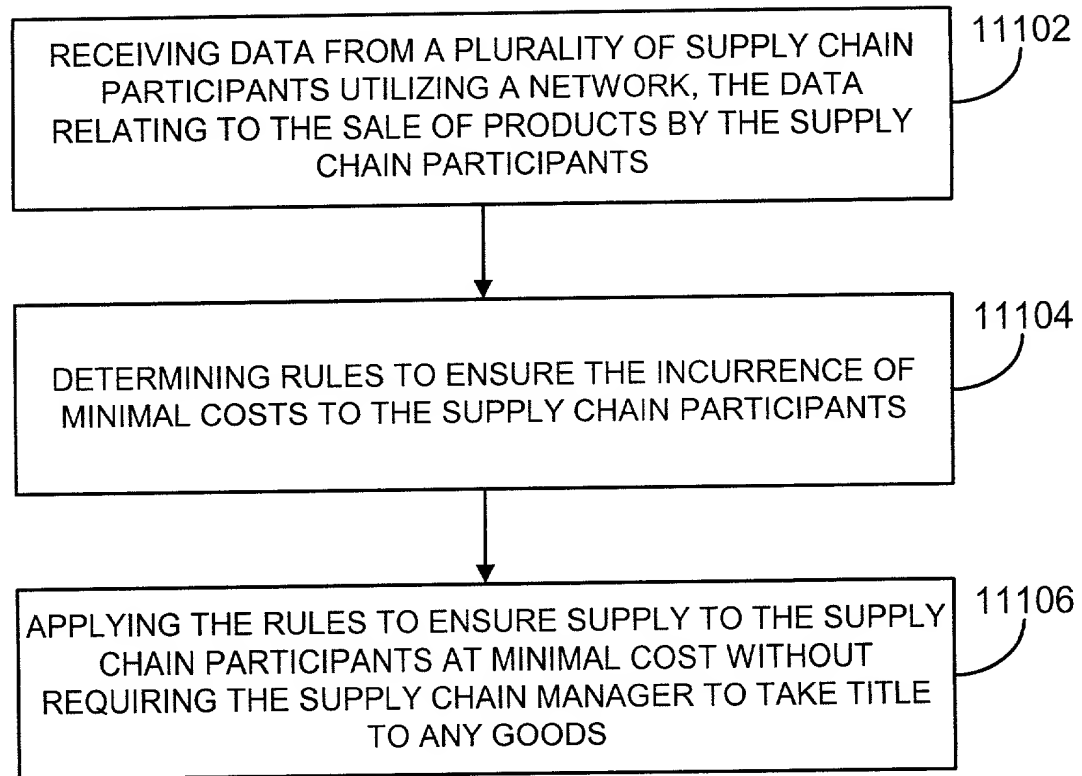 RECEIVING DATA FROM A PLURALITY OF SUPPLY CHAIN
PARTICIPANTS UTILIZING A NETWORK, THE DATA
RELATING TO THE SALE OF PRODUCTS BY THE SUPPLY
CHAIN PARTICIPANTS
11102
DETERMINING RULES TO ENSURE THE INCURRENCE OF
MINIMAL COSTS TO THE SUPPLY CHAIN PARTICIPANTS
11104
APPLYING THE RULES TO ENSURE SUPPLY TO THE SUPPLY
CHAIN PARTICIPANTS AT MINIMAL COST WITHOUT
REQUIRING THE SUPPLY CHAIN MANAGER TO TAKE TITLE
TO ANY GOODS
11106